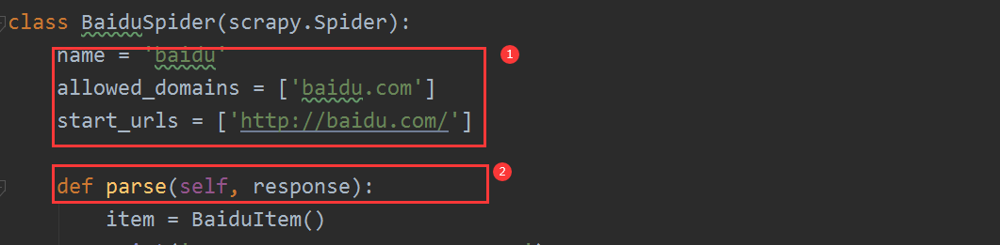 class BaiduSpider(scrapy.Spider):
name = 'baidu'
1
allowed_domains = ['baidu.com']
start_urls = ['http://baidu.com/']
2
def parse(self, response):
item = BaiduItem()